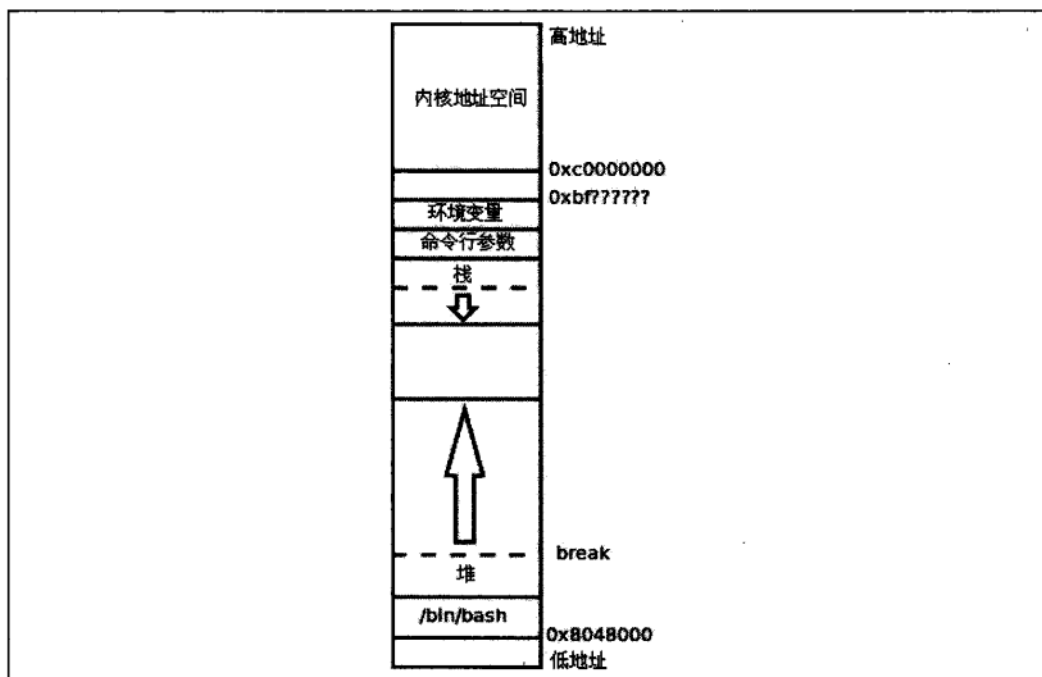 高地址
内核地址空间
0xc0000000
0xbf??????
环境变量
命令行参数
栈
break
堆
/bin/bash
0x8048000
低地址